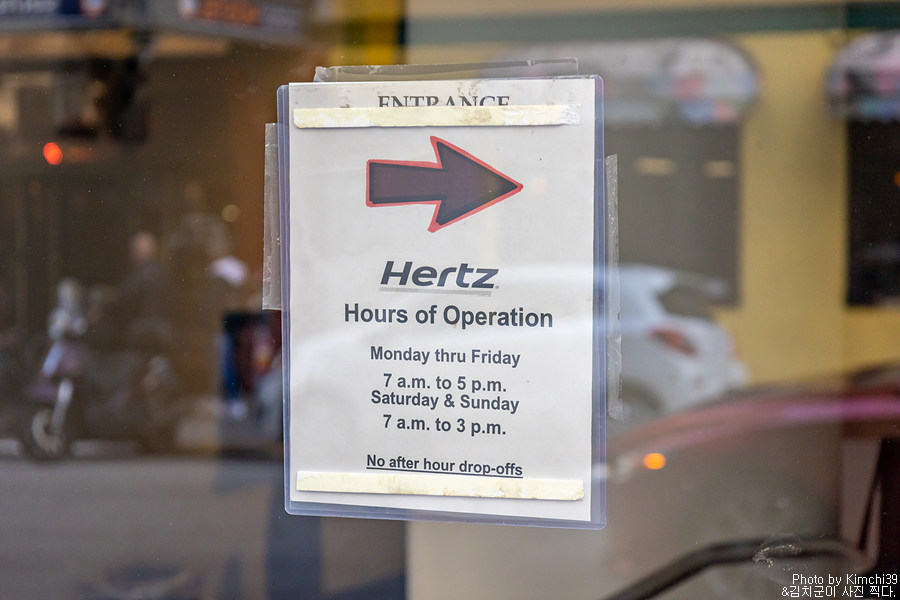 ENTRANCE
Hertz.
Hours of Operation
Monday thru Friday
7 a.m. to 5 p.m.
Saturday & Sunday
7 a.m. to 3 p.m.
No after hour drop-offs
Photo by Kimchi39
&김치군이 사진 찍다.